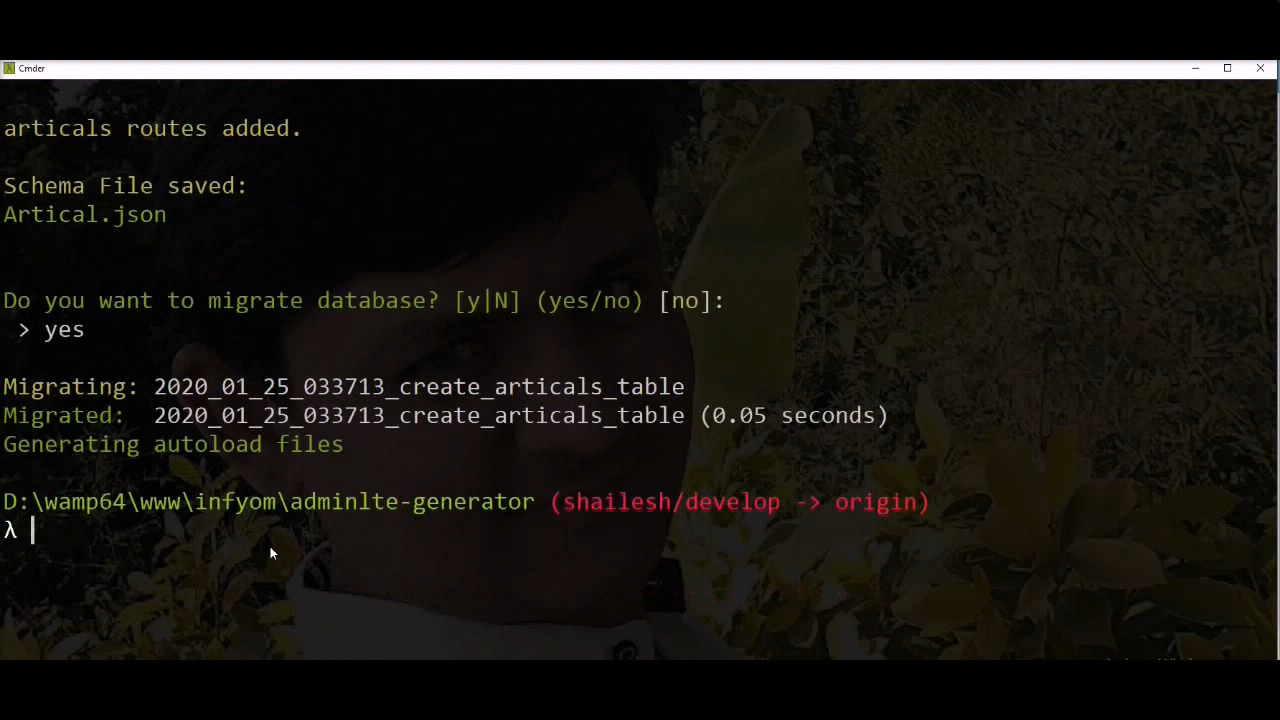 Cmder
articals routes added.
Schema File saved:
Artical.json
Do you want to migrate database? [y|N] (yes/no) [no]:
> yes
Migrating: 2020_01_25_033713_create_articals_table
Migrated:  2020_01_25_033713_create_articals_table (0.05 seconds)
Generating autoload files
D:\wamp64\www\infyom\adminlte-generator (shailesh/develop -> origin)
λ